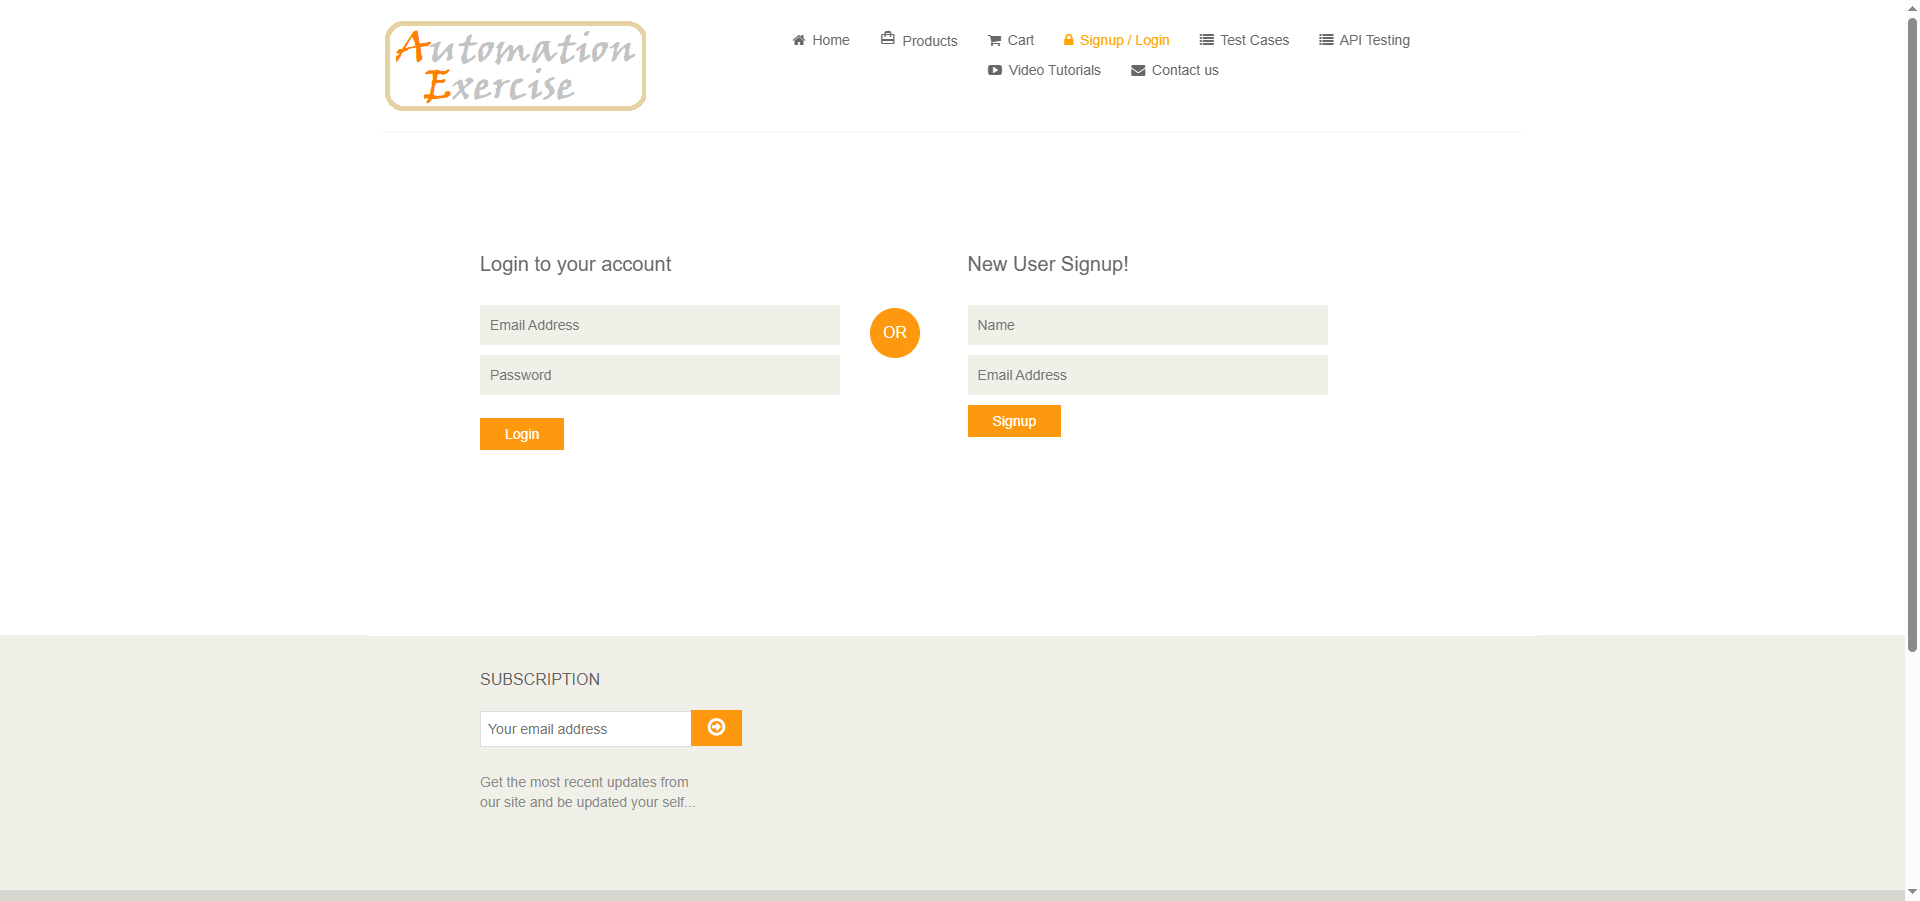 Automation
Exercise
Home
Products
Cart
Signup / Login
Test Cases
API Testing
Video Tutorials
Contact us
Login to your account
Email Address
Password
Login
OR
New User Signup!
Name
Email Address
Signup
SUBSCRIPTION
Your email address
Get the most recent updates from
our site and be updated your self...